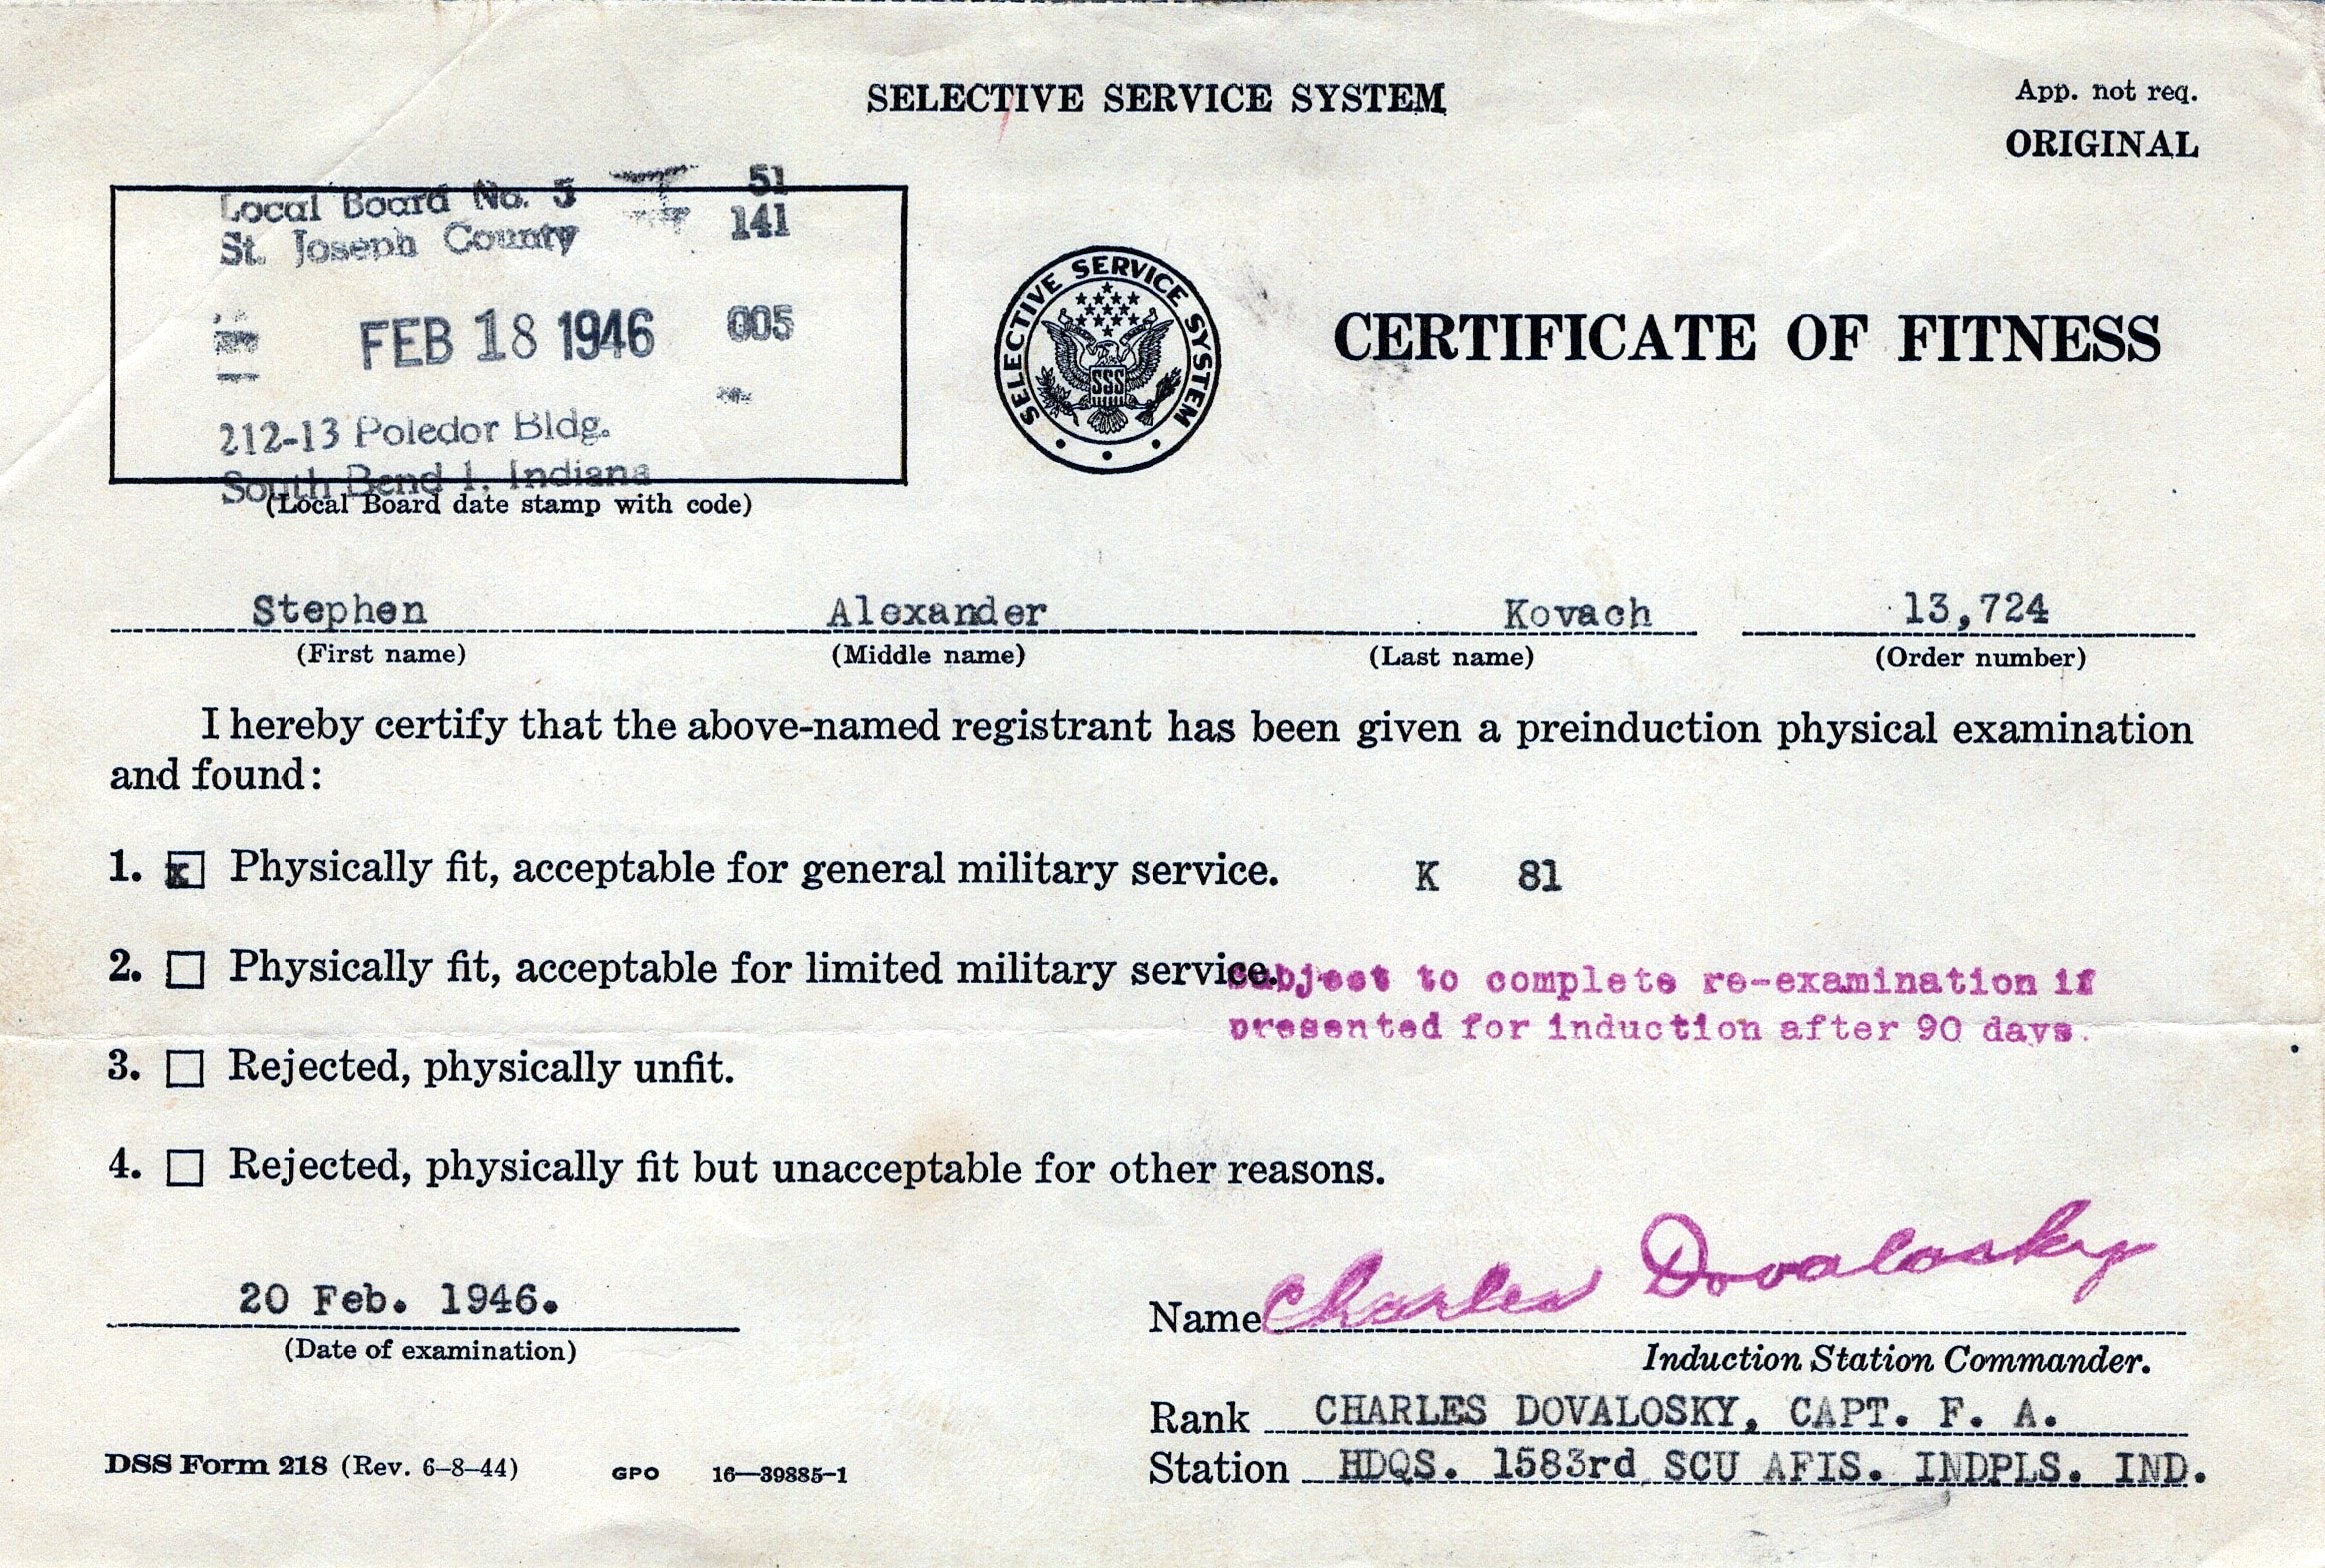 SELECTIVE SERVICE SYSTEM
App. not req.
ORIGINAL
Local Board No. 5 51
St. Joseph County 141
FEB 18 1946 005
212-13 Poledor Bldg.
South Bend 1, Indiana
(Local Board date stamp with code)
SELECTIVE SERVICE SYSTEM
SSS
CERTIFICATE OF FITNESS
Stephen Alexander Kovach 13,724
(First name) (Middle name) (Last name) (Order number)
I hereby certify that the above-named registrant has been given a preinduction physical examination
and found:
1. x Physically fit, acceptable for general military service. K 81
2. Physically fit, acceptable for limited military service.
Subject to complete re-examination if
presented for induction after 90 days.
3. Rejected, physically unfit.
4. Rejected, physically fit but unacceptable for other reasons.
20 Feb. 1946.
(Date of examination)
Name Charles Dovalosky
Induction Station Commander.
Rank CHARLES DOVALOSKY, CAPT. F. A.
Station HDQS. 1583rd SCU AFIS. INDPLS. IND.
DSS Form 218 (Rev. 6-8-44) GPO 16—39885-1